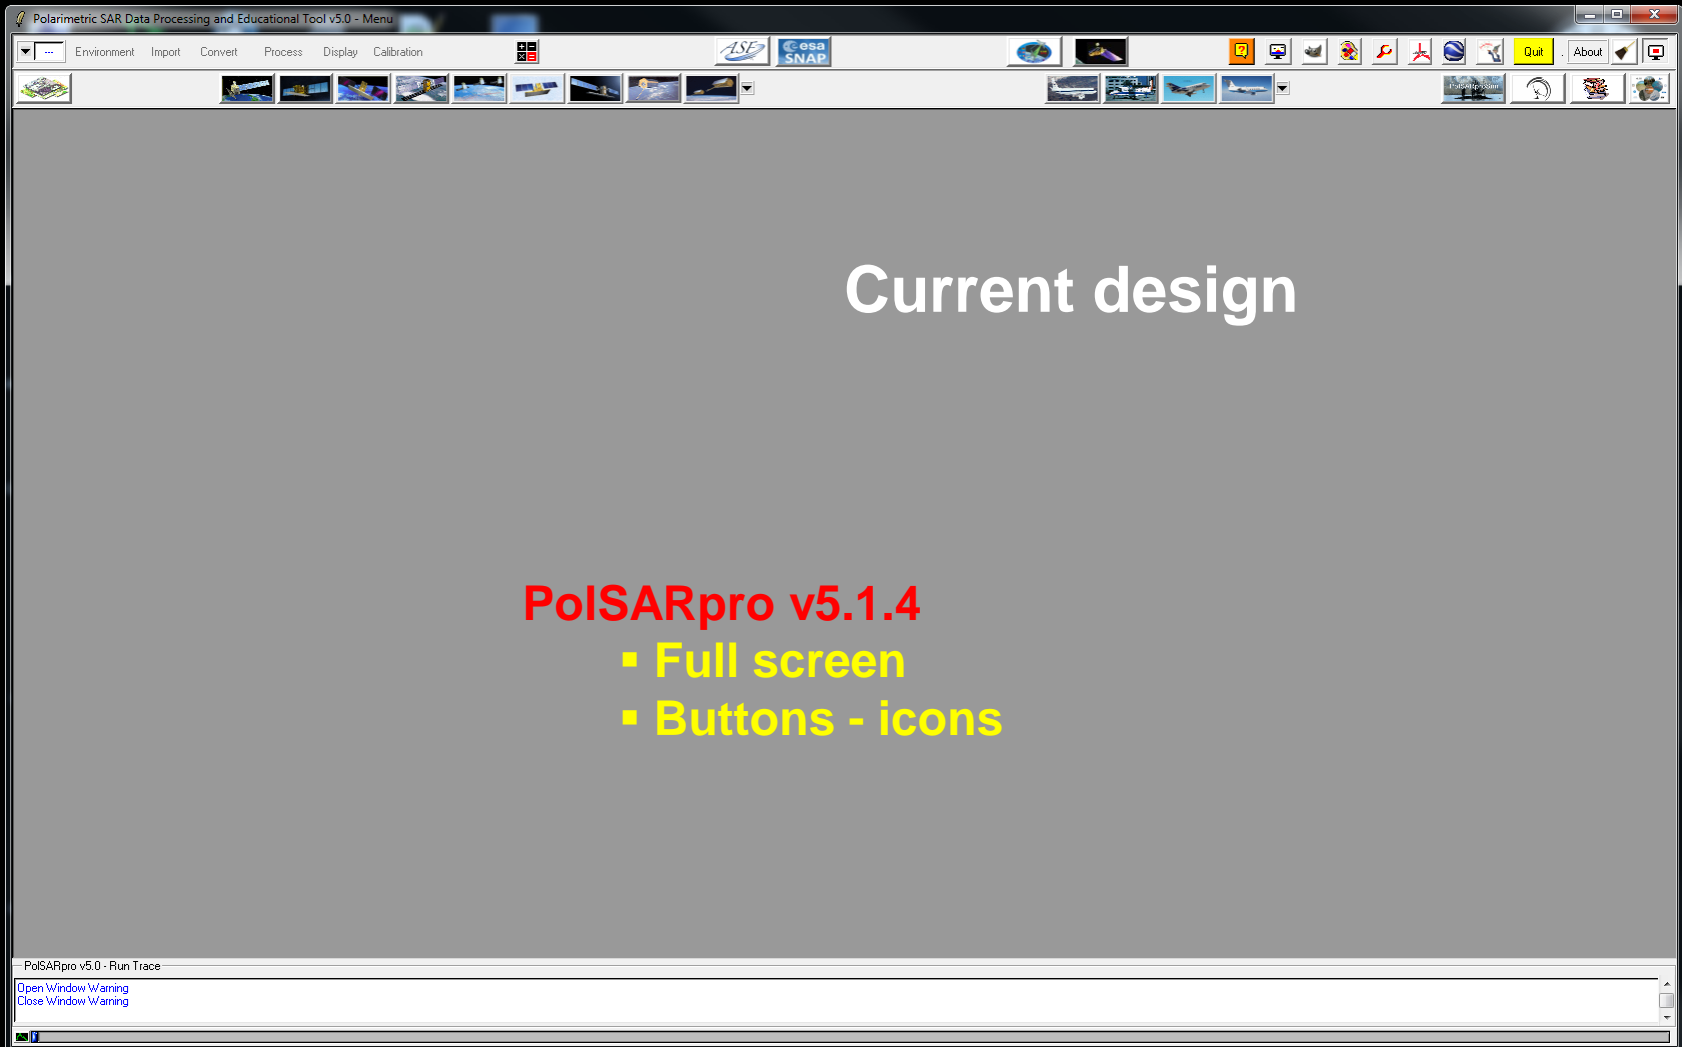 Polarimetric SAR Data Processing and Educational Tool v5.0 - Menu
--- Environment Import Convert Process Display Calibration
ASF
esa
SNAP
Quit . About
Current design
PolSARpro v5.1.4
▪ Full screen
▪ Buttons - icons
PolSARpro v5.0 - Run Trace
Open Window Warning
Close Window Warning